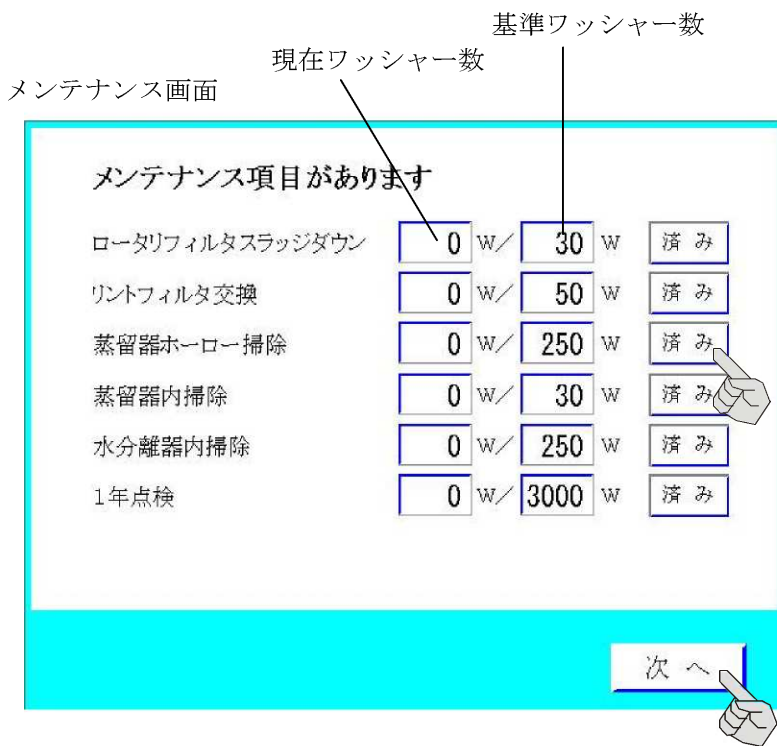 基準ワッシャー数
現在ワッシャー数
メンテナンス画面
メンテナンス項目があります
ロータリフィルタスラッジダウン 0 W／ 30 W 済 み
リントフィルタ交換 0 W／ 50 W 済 み
蒸留器ホーロー掃除 0 W／ 250 W 済 み
蒸留器内掃除 0 W／ 30 W 済 み
水分離器内掃除 0 W／ 250 W 済 み
1年点検 0 W／ 3000 W 済 み
次 へ